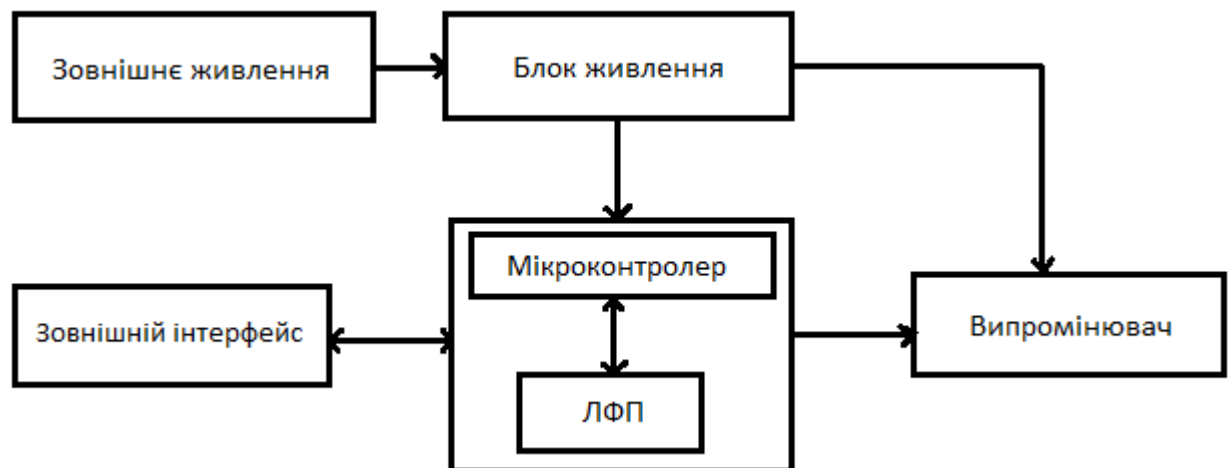 Зовнішнє живлення
Блок живлення
Мікроконтролер
Зовнішній інтерфейс
Випромінювач
ЛФП